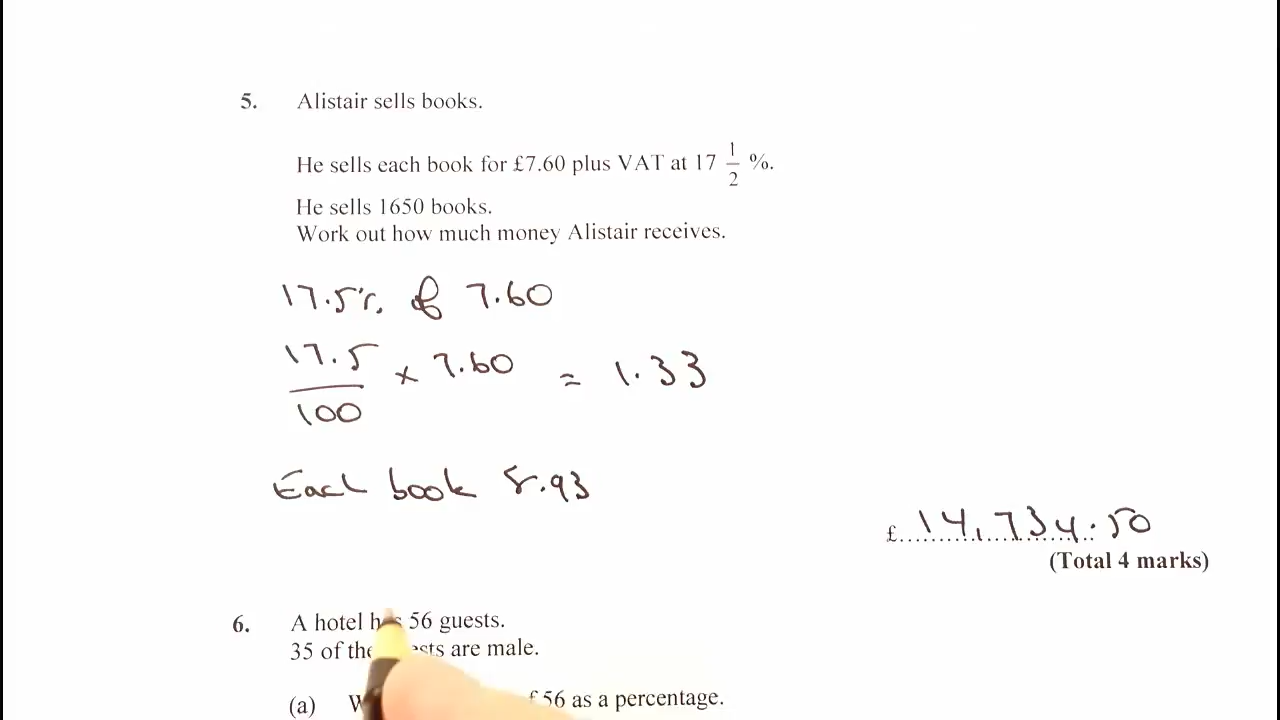 5. Alistair sells books.
He sells each book for £7.60 plus VAT at 17 1/2 %.
He sells 1650 books.
Work out how much money Alistair receives.
17.5% of 7.60
17.5/100 × 7.60 = 1.33
Each book 8.93
£ 14,734.50
(Total 4 marks)
6. A hotel has 56 guests.
35 of the guests are male.
(a) 56 as a percentage.